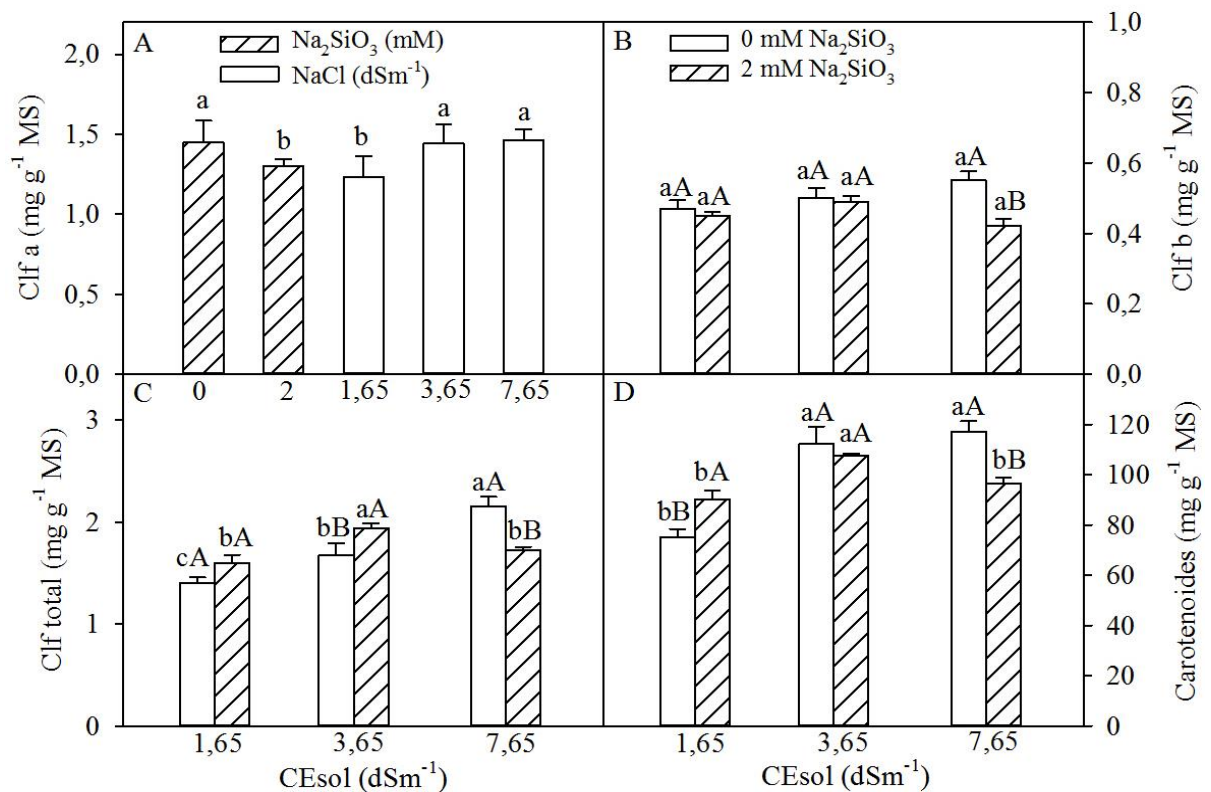 A
Na₂SiO₃ (mM)
NaCl (dSm⁻¹)
2,0
1,5
1,0
0,5
0,0
Clf a (mg g⁻¹ MS)
a
b
b
a
a
0 2 1,65 3,65 7,65
B
0 mM Na₂SiO₃
2 mM Na₂SiO₃
1,0
0,8
0,6
0,4
0,2
0,0
Clf b (mg g⁻¹ MS)
aA aA
aA aA
aA aB
C
3
2
1
0
Clf total (mg g⁻¹ MS)
cA bA
bB aA
aA bB
1,65 3,65 7,65
CEsol (dSm⁻¹)
D
120
100
80
60
40
20
0
Carotenoides (mg g⁻¹ MS)
bB bA
aA aA
aA bB
1,65 3,65 7,65
CEsol (dSm⁻¹)